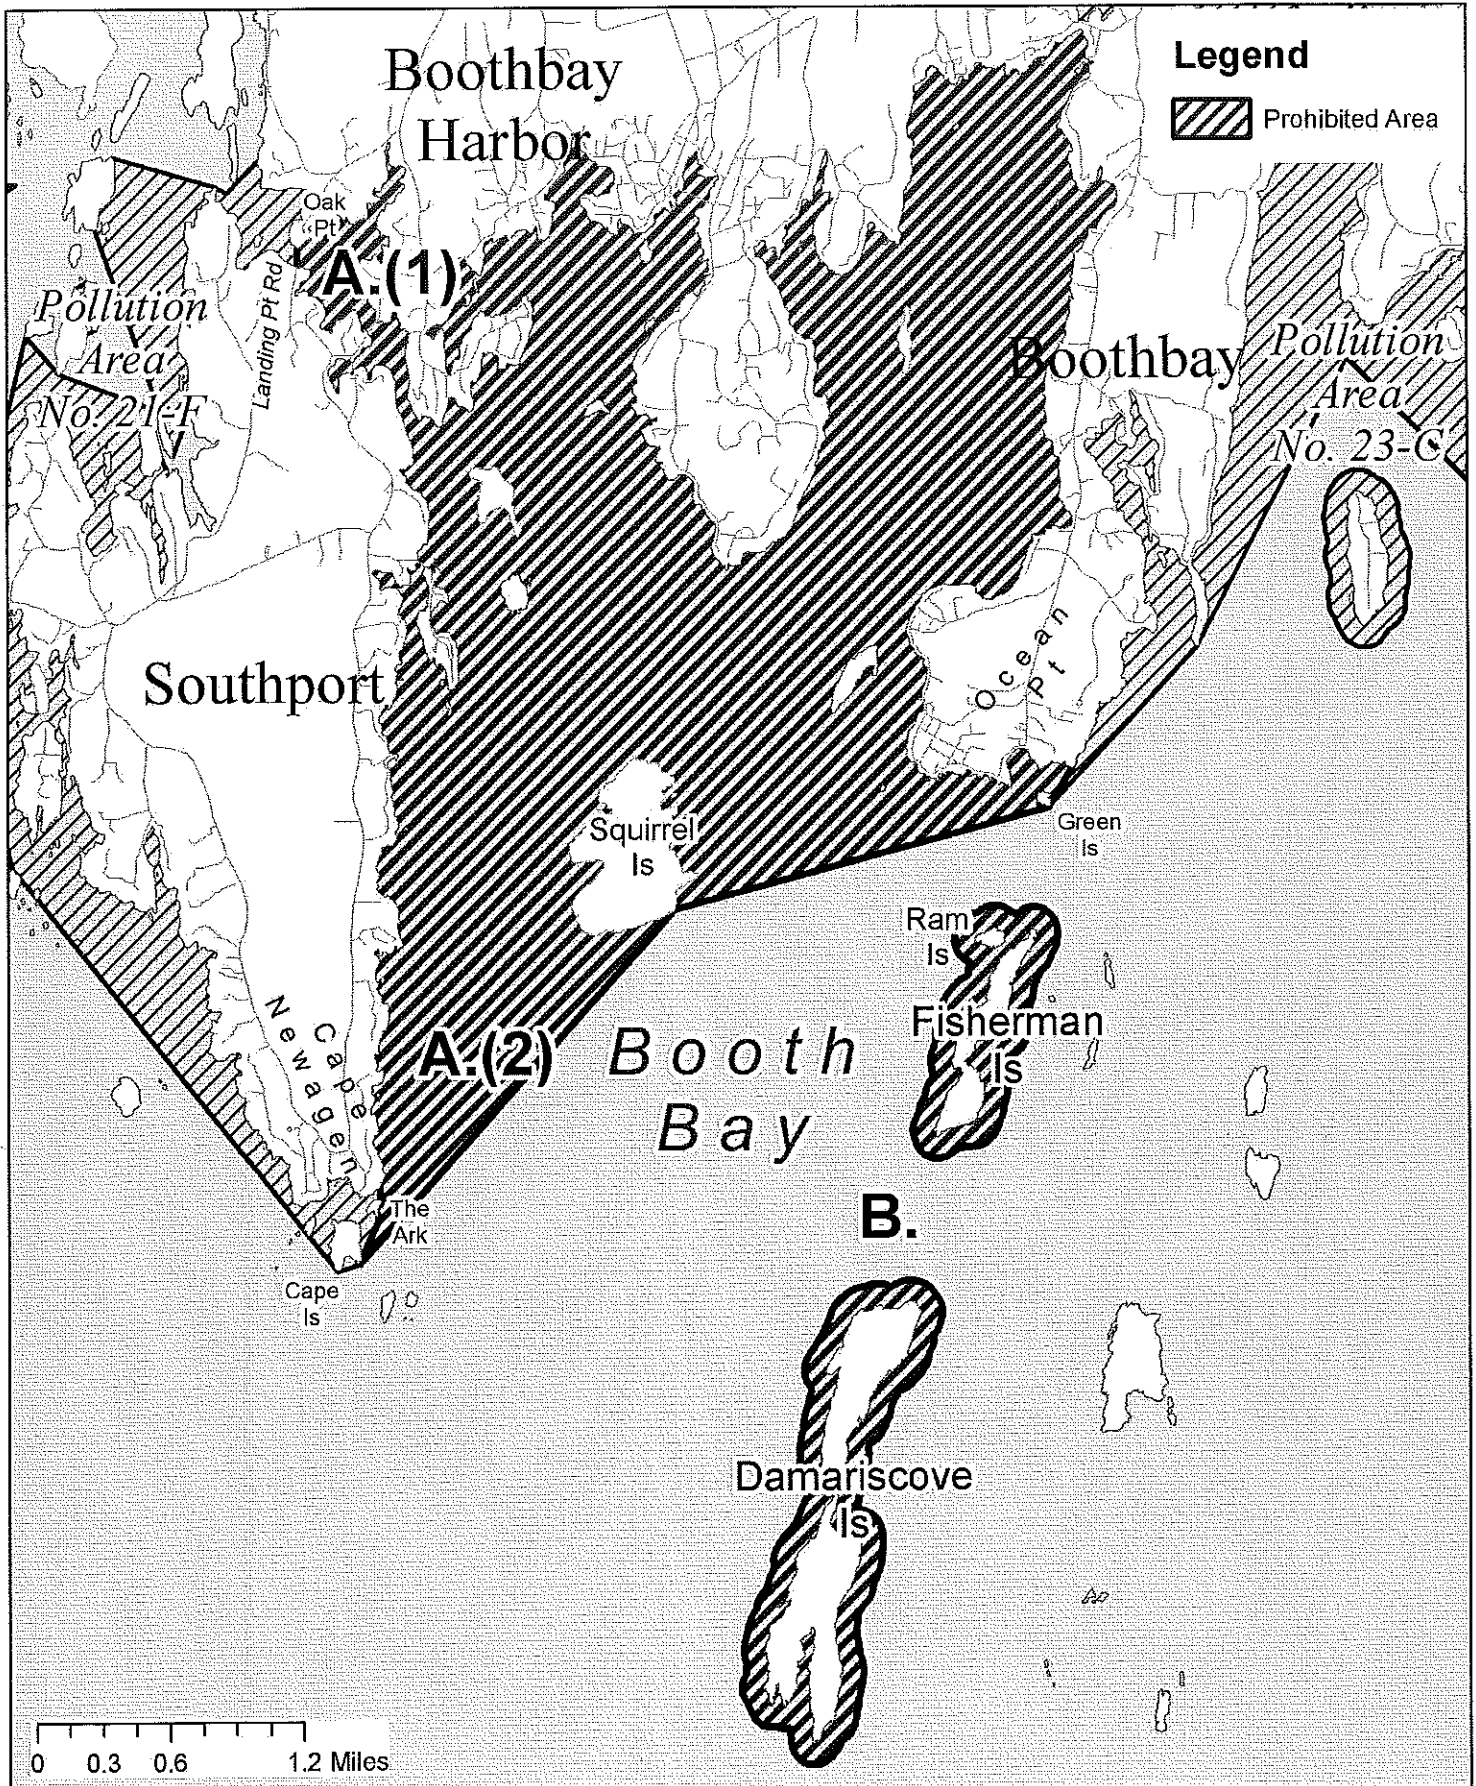 Boothbay
Harbor
Legend
Prohibited Area
Oak
Pt
A.(1)
Landing Pt Rd
Pollution
Area
No. 21-F
Boothbay
Pollution
Area
No. 23-C
Ocean
Pt
Southport
Squirrel
Is
Green
Is
Ram
Is
Fisherman
Is
Cape
Newagen
A.(2)
Booth
Bay
The
Ark
B.
Cape
Is
Damariscove
Is
0 0.3 0.6 1.2 Miles